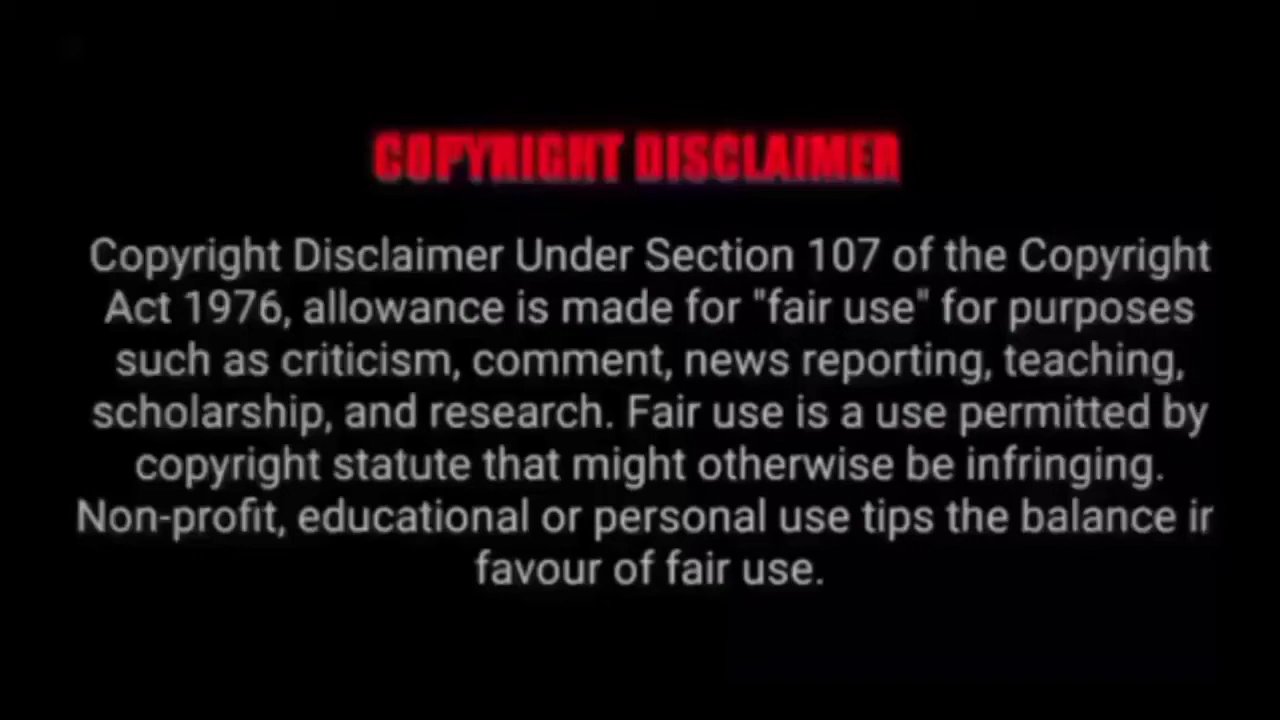 COPYRIGHT DISCLAIMER
Copyright Disclaimer Under Section 107 of the Copyright
Act 1976, allowance is made for "fair use" for purposes
such as criticism, comment, news reporting, teaching,
scholarship, and research. Fair use is a use permitted by
copyright statute that might otherwise be infringing.
Non-profit, educational or personal use tips the balance ir
favour of fair use.